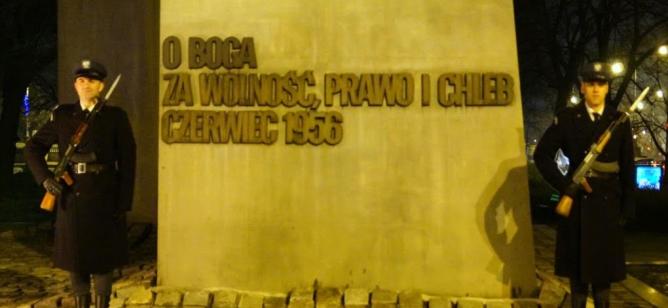 O BOGA
ZA WOLNOŚĆ, PRAWO I CHLEB
CZERWIEC 1956